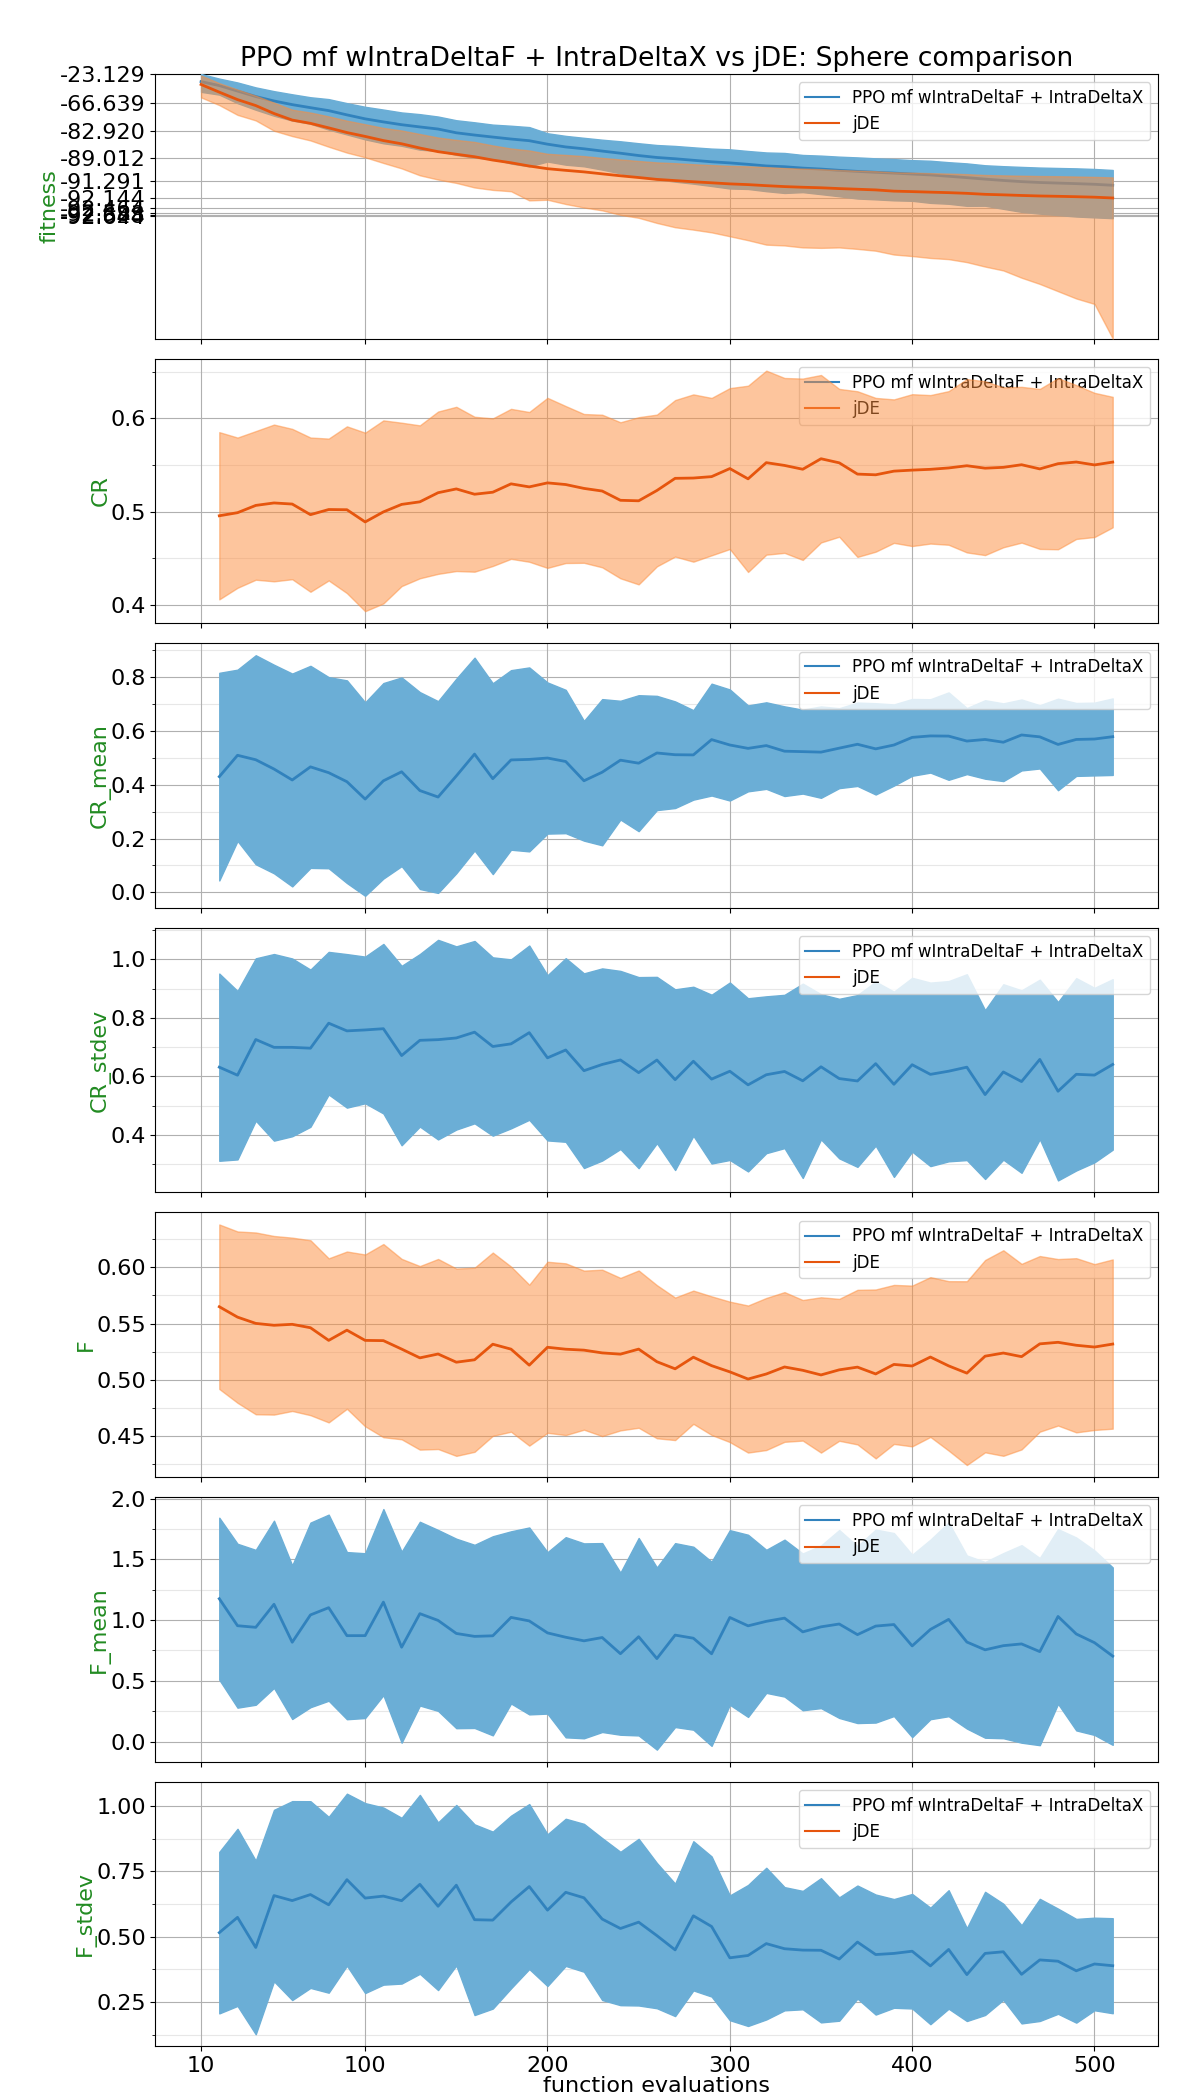 PPO mf wIntraDeltaF + IntraDeltaX vs jDE: Sphere comparison
-23.129
-66.639
-82.920
-89.012
-91.291
-92.144
-92.644
fitness
PPO mf wIntraDeltaF + IntraDeltaX
jDE
0.6
0.5
0.4
CR
PPO mf wIntraDeltaF + IntraDeltaX
jDE
0.8
0.6
0.4
0.2
0.0
CR_mean
PPO mf wIntraDeltaF + IntraDeltaX
jDE
1.0
0.8
0.6
0.4
CR_stdev
PPO mf wIntraDeltaF + IntraDeltaX
jDE
0.60
0.55
0.50
0.45
F
PPO mf wIntraDeltaF + IntraDeltaX
jDE
2.0
1.5
1.0
0.5
0.0
F_mean
PPO mf wIntraDeltaF + IntraDeltaX
jDE
1.00
0.75
0.50
0.25
F_stdev
PPO mf wIntraDeltaF + IntraDeltaX
jDE
10 100 200 300 400 500
function evaluations